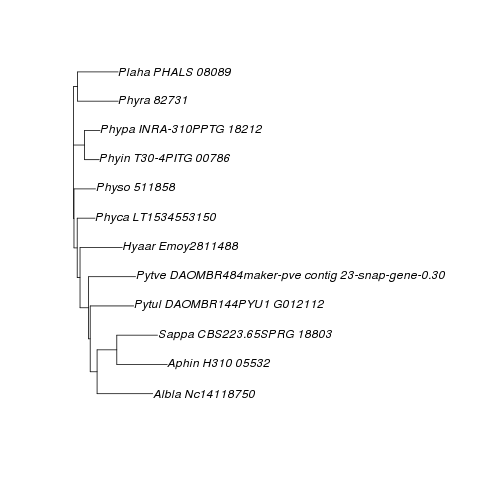 Plaha PHALS 08089
Phyra 82731
Phypa INRA-310PPTG 18212
Phyin T30-4PITG 00786
Physo 511858
Phyca LT1534553150
Hyaar Emoy2811488
Pytve DAOMBR484maker-pve contig 23-snap-gene-0.30
Pytul DAOMBR144PYU1 G012112
Sappa CBS223.65SPRG 18803
Aphin H310 05532
Albla Nc14118750